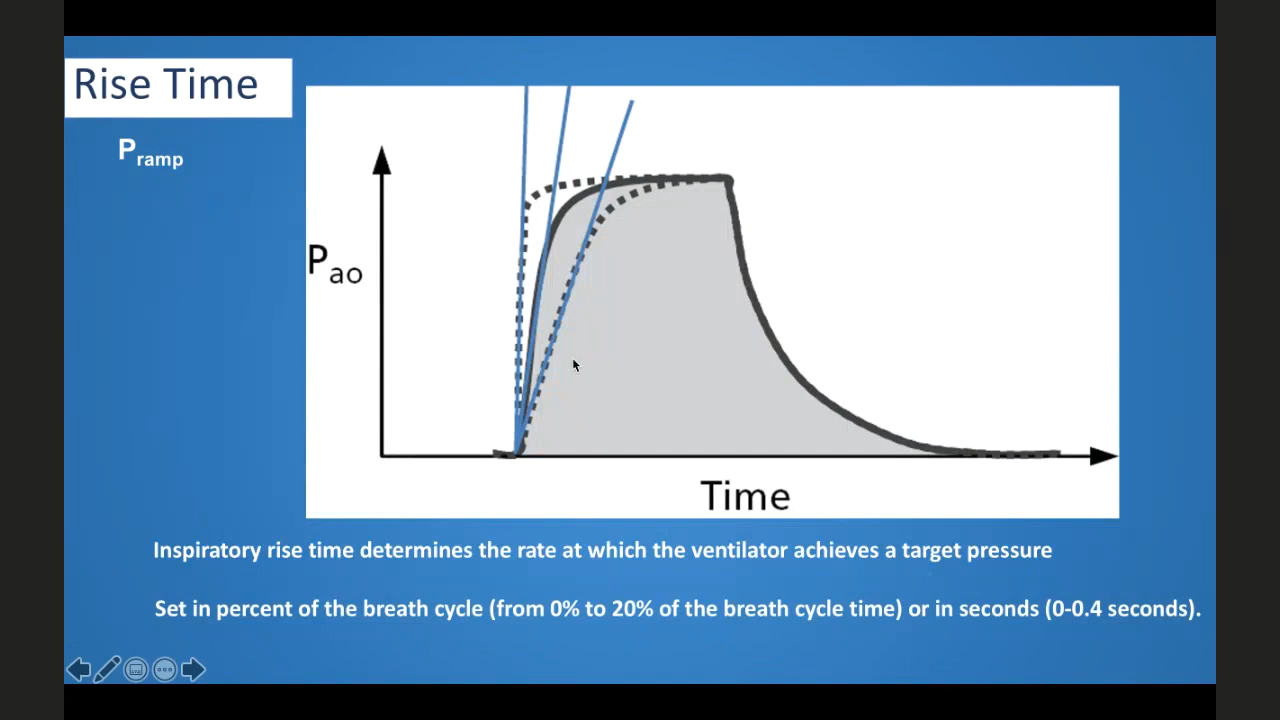 Rise Time
Pramp
Pao
Time
Inspiratory rise time determines the rate at which the ventilator achieves a target pressure
Set in percent of the breath cycle (from 0% to 20% of the breath cycle time) or in seconds (0-0.4 seconds).